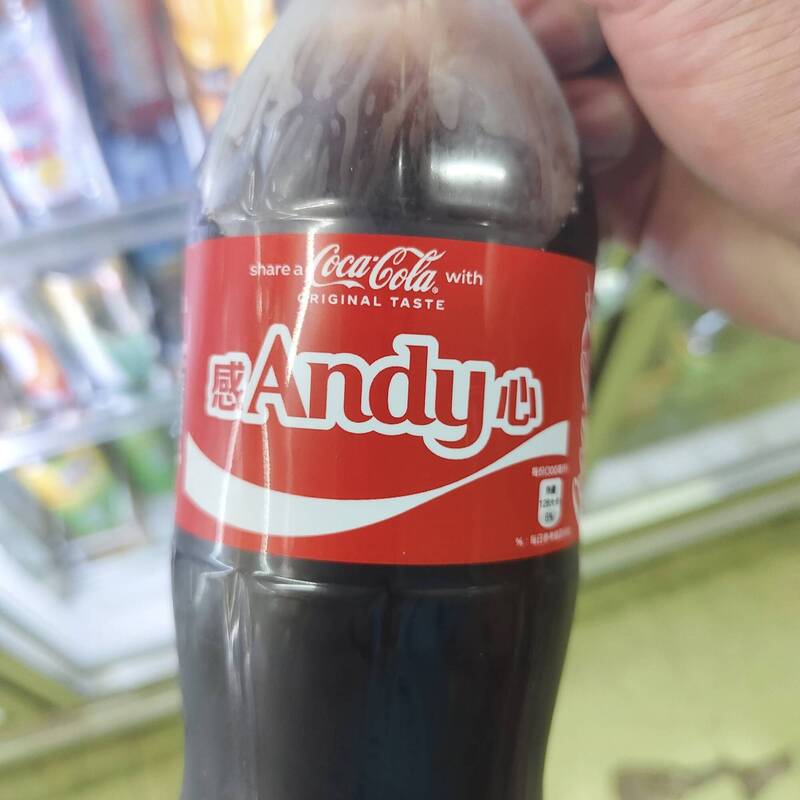 share a Coca-Cola® with
ORIGINAL TASTE
感Andy心